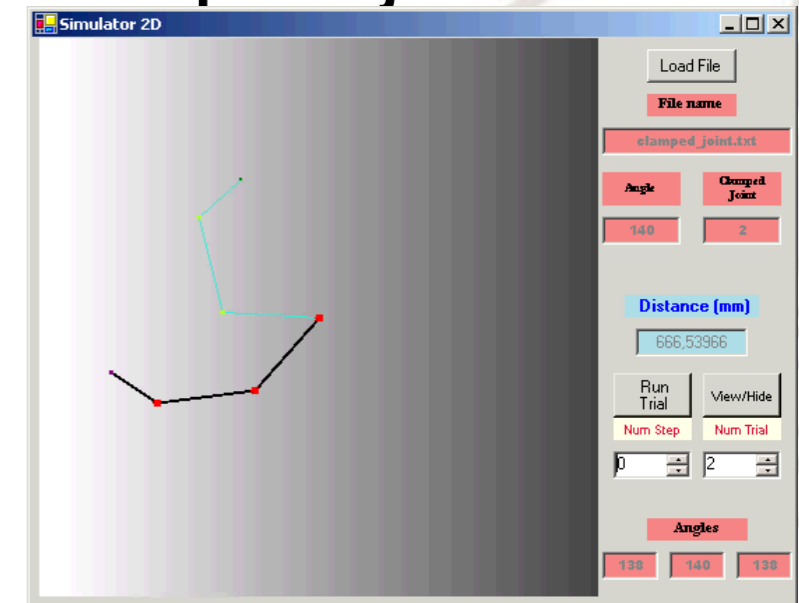 Simulator 2D
Load File
File name
clamped_joint.txt
Angle
Clamped
Joint
140
2
Distance (mm)
666,53966
Run
Trial
View/Hide
Num Step
Num Trial
0
2
Angles
138
140
138